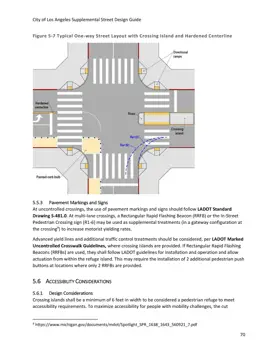 City of Los Angeles Supplemental Street Design Guide
Figure 5-7 Typical One-way Street Layout with Crossing Island and Hardened Centerline
Directional
ramps
Hardened
centerline
Nose
Crossing
island
R=15'
R=10'
5.5.3 Pavement Markings and Signs
At uncontrolled crossings, the use of pavement markings and signs should follow LADOT Standard
Drawing S-481.0. At multi-lane crossings, a Rectangular Rapid Flashing Beacon (RRFB) or the In-Street
Pedestrian Crossing sign (R1-6) may be used as supplemental treatments (in a gateway configuration at
the crossing⁸) to increase motorist yielding rates.
Advanced yield lines and additional traffic control treatments should be considered, per LADOT Marked
Uncontrolled Crosswalk Guidelines, where crossing islands are provided. If Rectangular Rapid Flashing
Beacons (RRFBs) are used, they shall follow LADOT guidelines for installation and operation and allow
actuation from within the refuge island. This may require the installation of 2 additional pedestrian push
buttons at locations where only 2 RRFBs are provided.
5.6 ACCESSIBILITY CONSIDERATIONS
5.6.1 Design Considerations
Crossing islands shall be a minimum of 6 feet in width to be considered a pedestrian refuge to meet
accessibility requirements. To maximize accessibility for people with mobility challenges, the cut
70